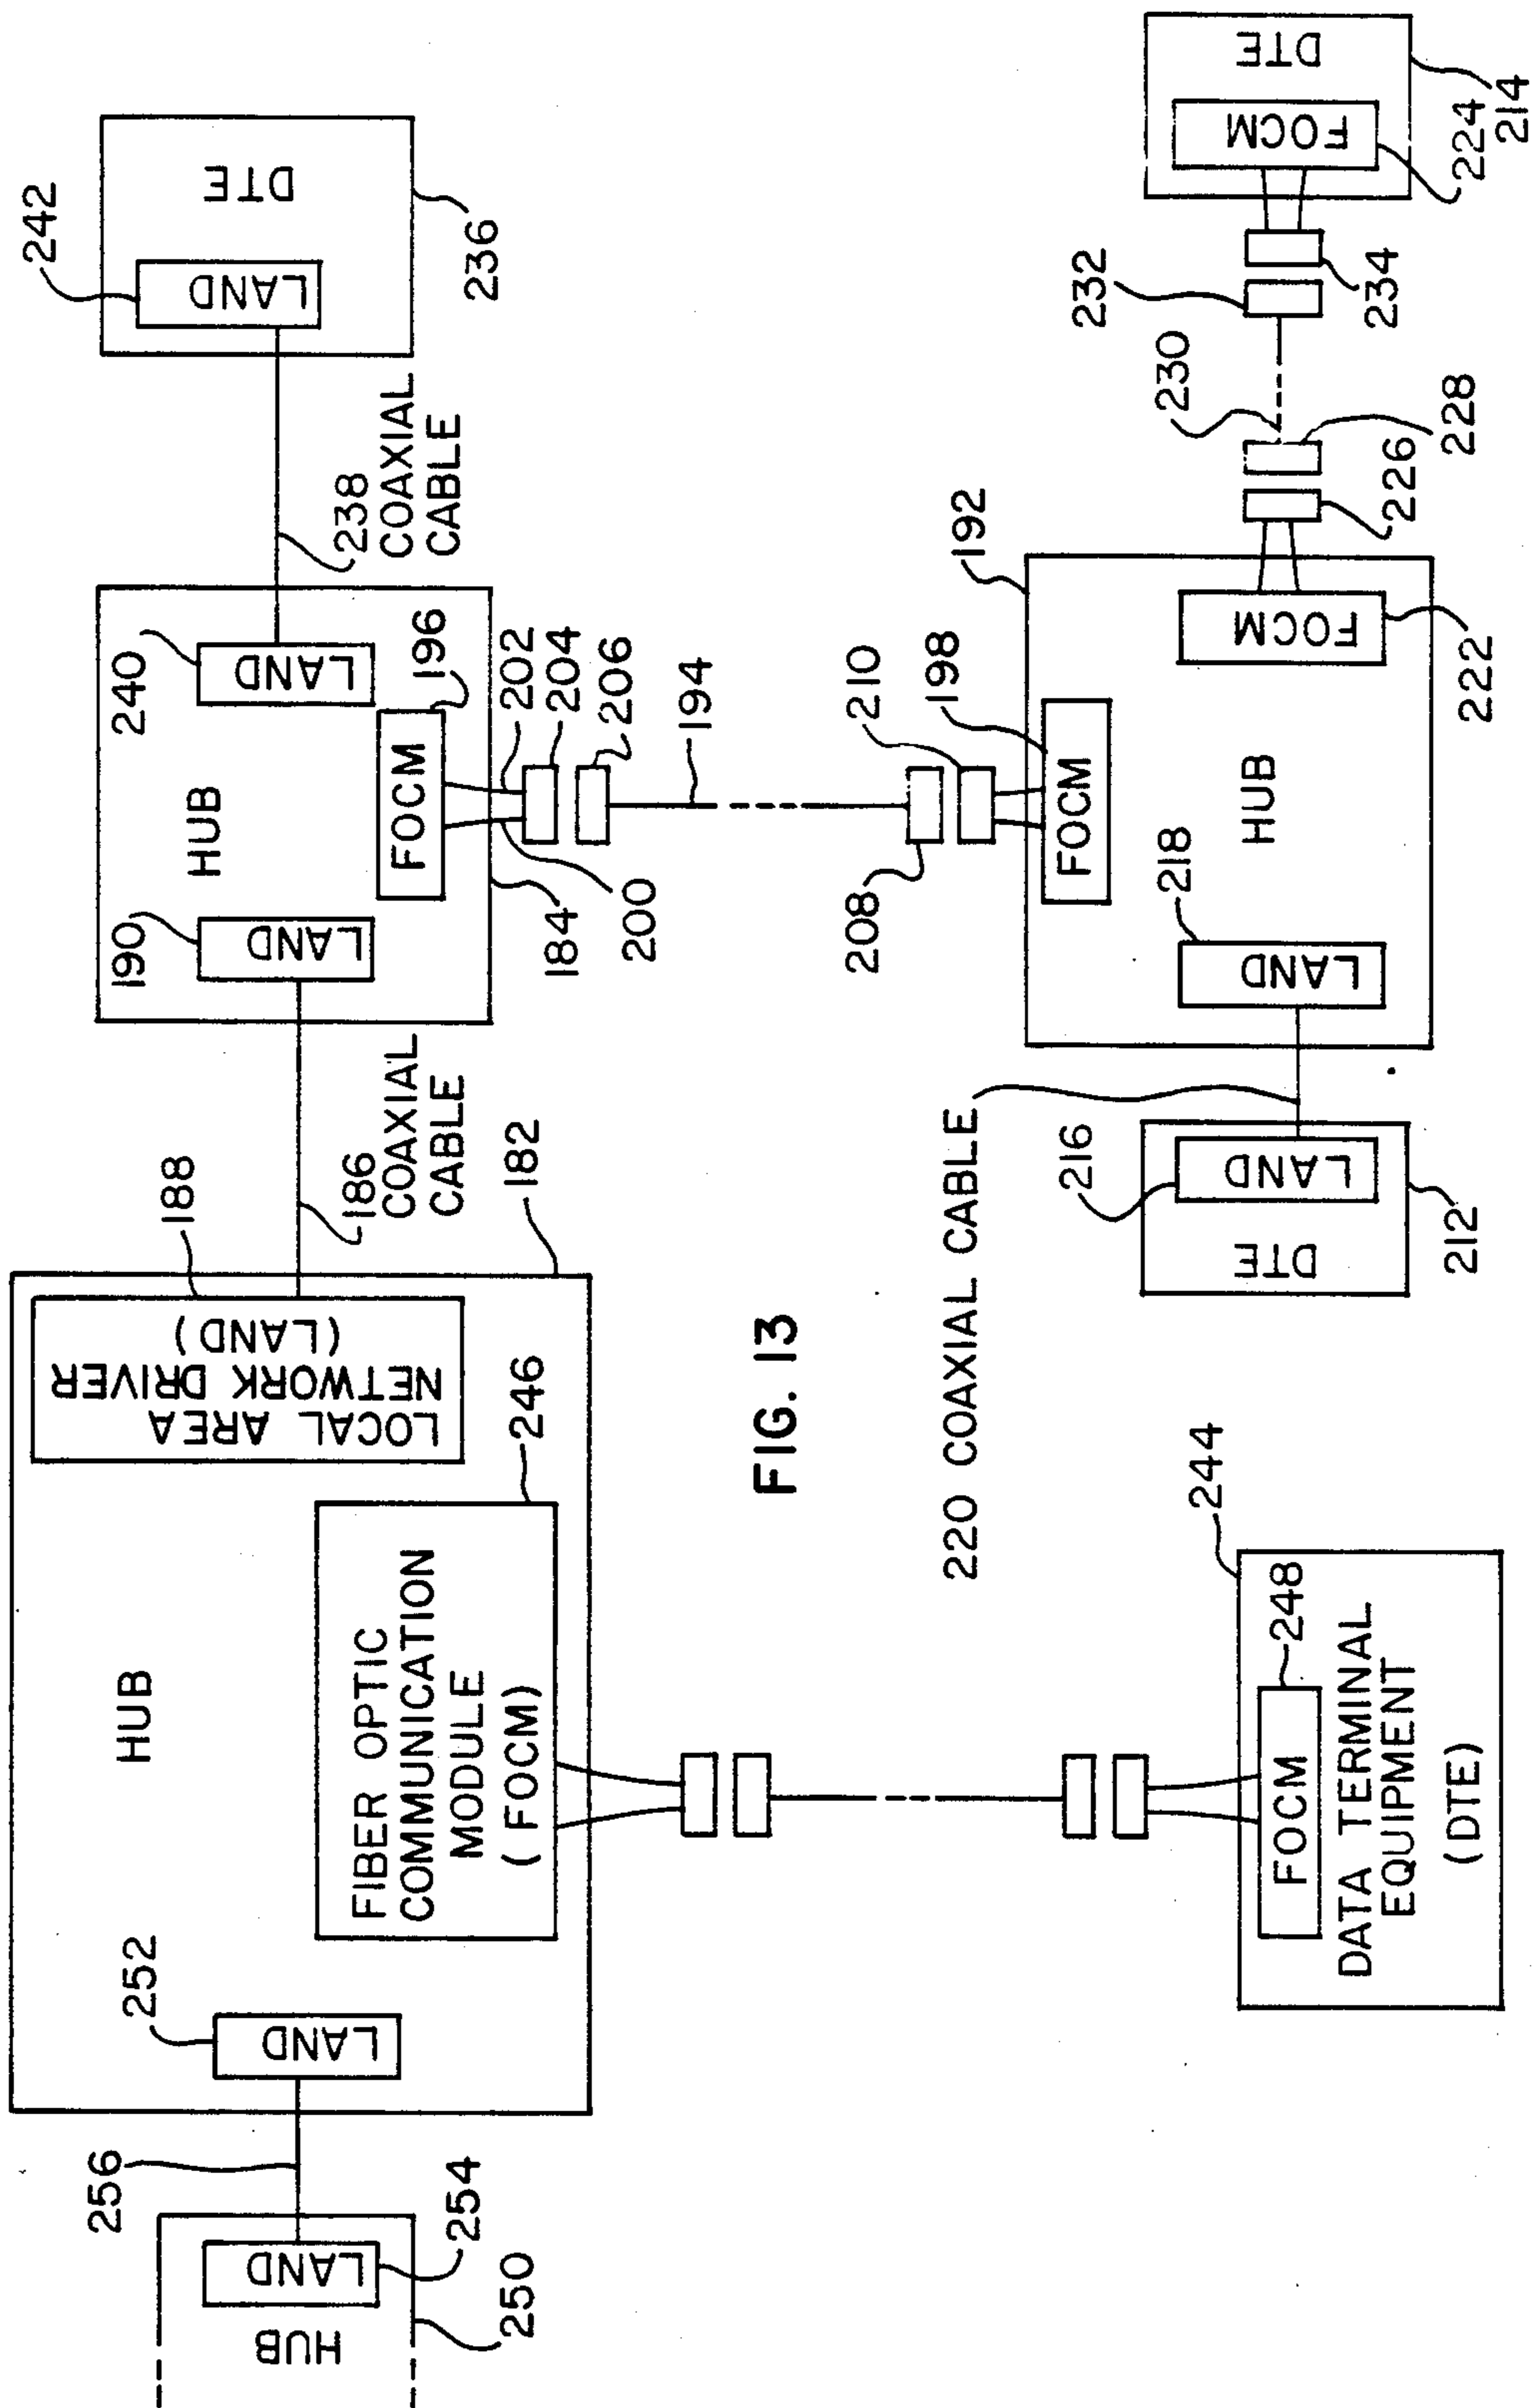 HUB
LAND
254
250
256
HUB
252
LAND
LOCAL AREA
NETWORK DRIVER
(LAND)
188
FIBER OPTIC
COMMUNICATION
MODULE
(FOCM)
246
182
186
COAXIAL
CABLE
190
LAND
HUB
240
LAND
FOCM
196
184
200
202
204
206
194
238
COAXIAL
CABLE
242
LAND
DTE
236
FIG. 13
244
FOCM
248
DATA TERMINAL
EQUIPMENT
(DTE)
220 COAXIAL CABLE
216
DTE
LAND
212
208
210
198
192
FOCM
218
LAND
HUB
FOCM
222
226
228
230
232
234
FOCM
DTE
224
214